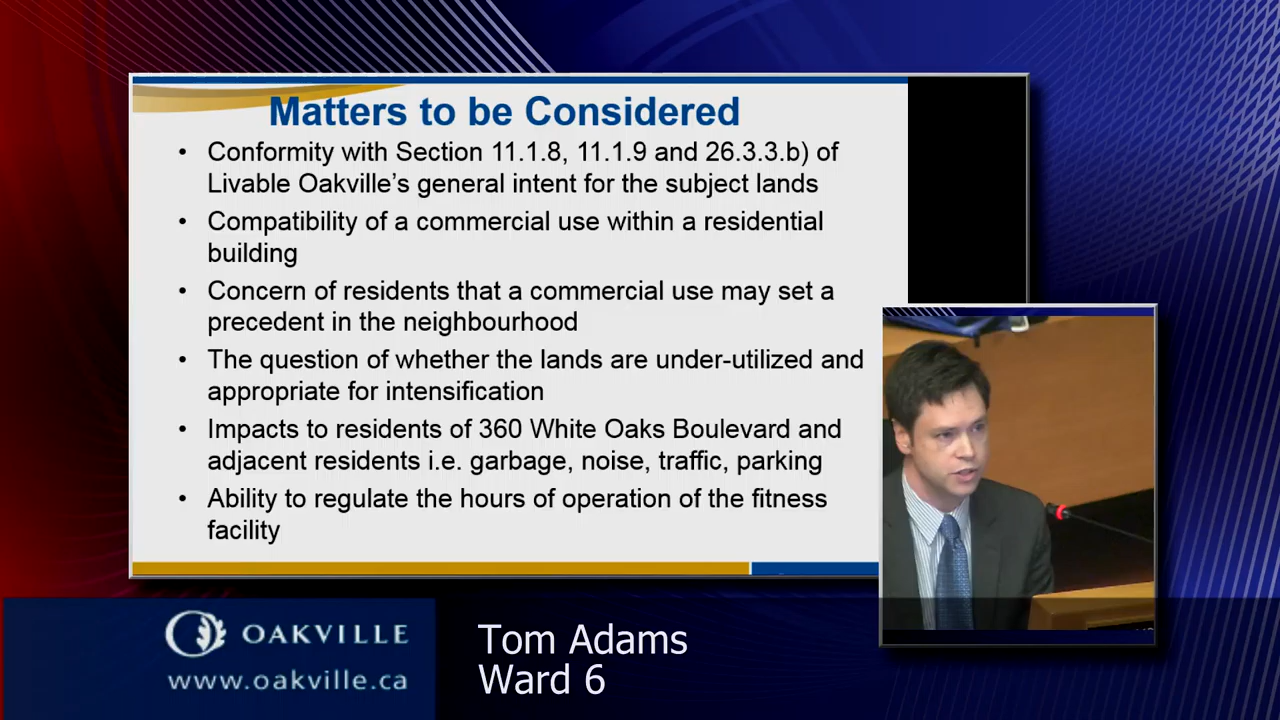 Matters to be Considered
• Conformity with Section 11.1.8, 11.1.9 and 26.3.3.b) of
Livable Oakville's general intent for the subject lands
• Compatibility of a commercial use within a residential
building
• Concern of residents that a commercial use may set a
precedent in the neighbourhood
• The question of whether the lands are under-utilized and
appropriate for intensification
• Impacts to residents of 360 White Oaks Boulevard and
adjacent residents i.e. garbage, noise, traffic, parking
• Ability to regulate the hours of operation of the fitness
facility
OAKVILLE
www.oakville.ca
Tom Adams
Ward 6